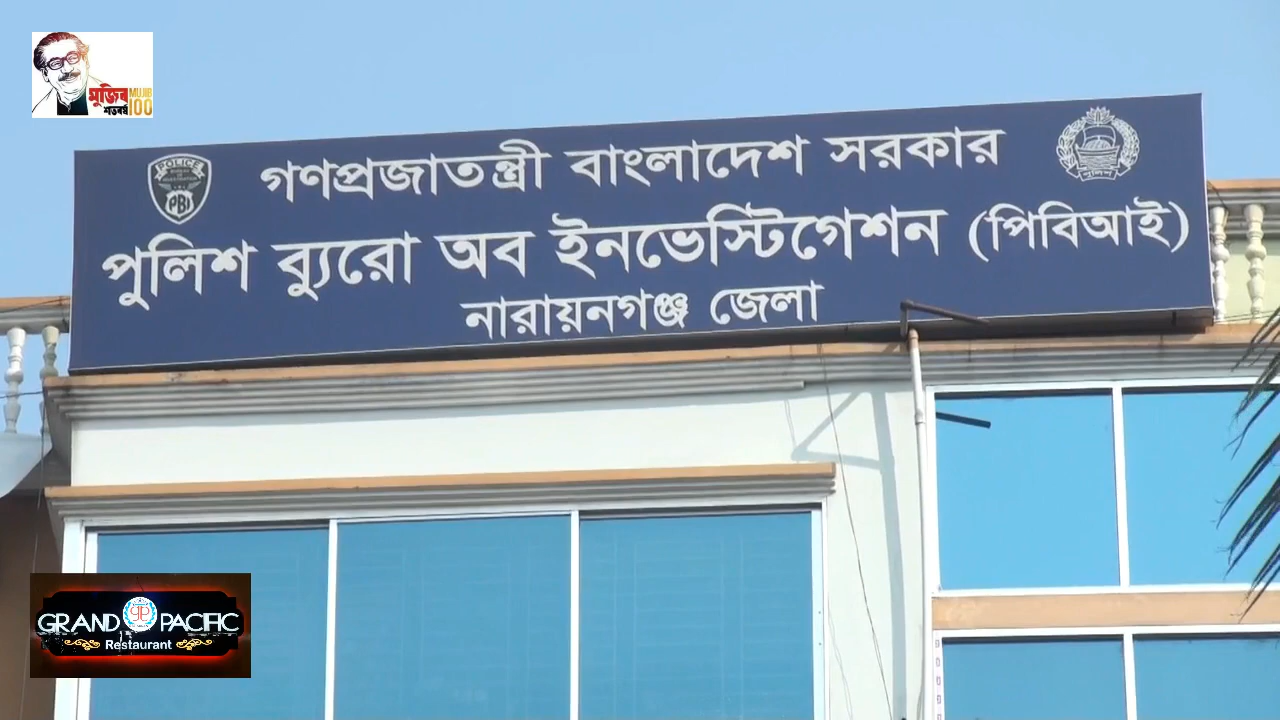 মুজিব
শতবর্ষ
MUJIB
100
POLICE
PBI
গণপ্রজাতন্ত্রী বাংলাদেশ সরকার
পুলিশ
পুলিশ ব্যুরো অব ইনভেস্টিগেশন (পিবিআই)
নারায়নগঞ্জ জেলা
GRAND PACIFIC
Restaurant